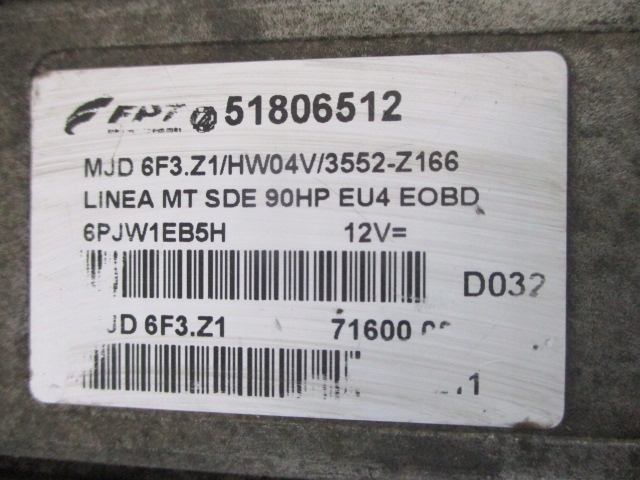 FPT 51806512
MJD 6F3.Z1/HW04V/3552-Z166
LINEA MT SDE 90HP EU4 EOBD
6PJW1EB5H 12V=
D032
JD 6F3.Z1 71600